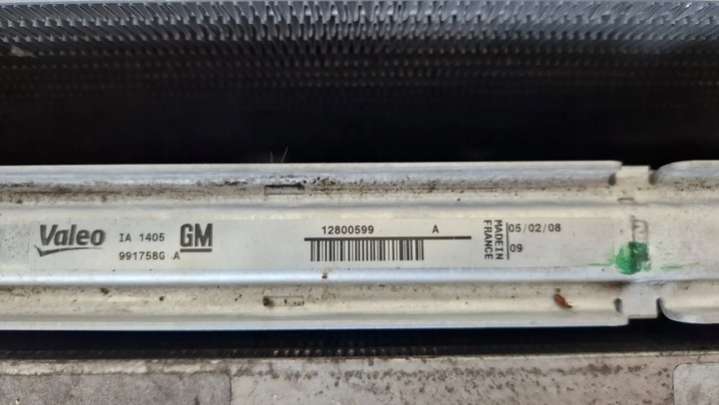 Valeo
IA 1405
991758G A
GM
12800599 A
MADE IN
FRANCE
05/02/08
09